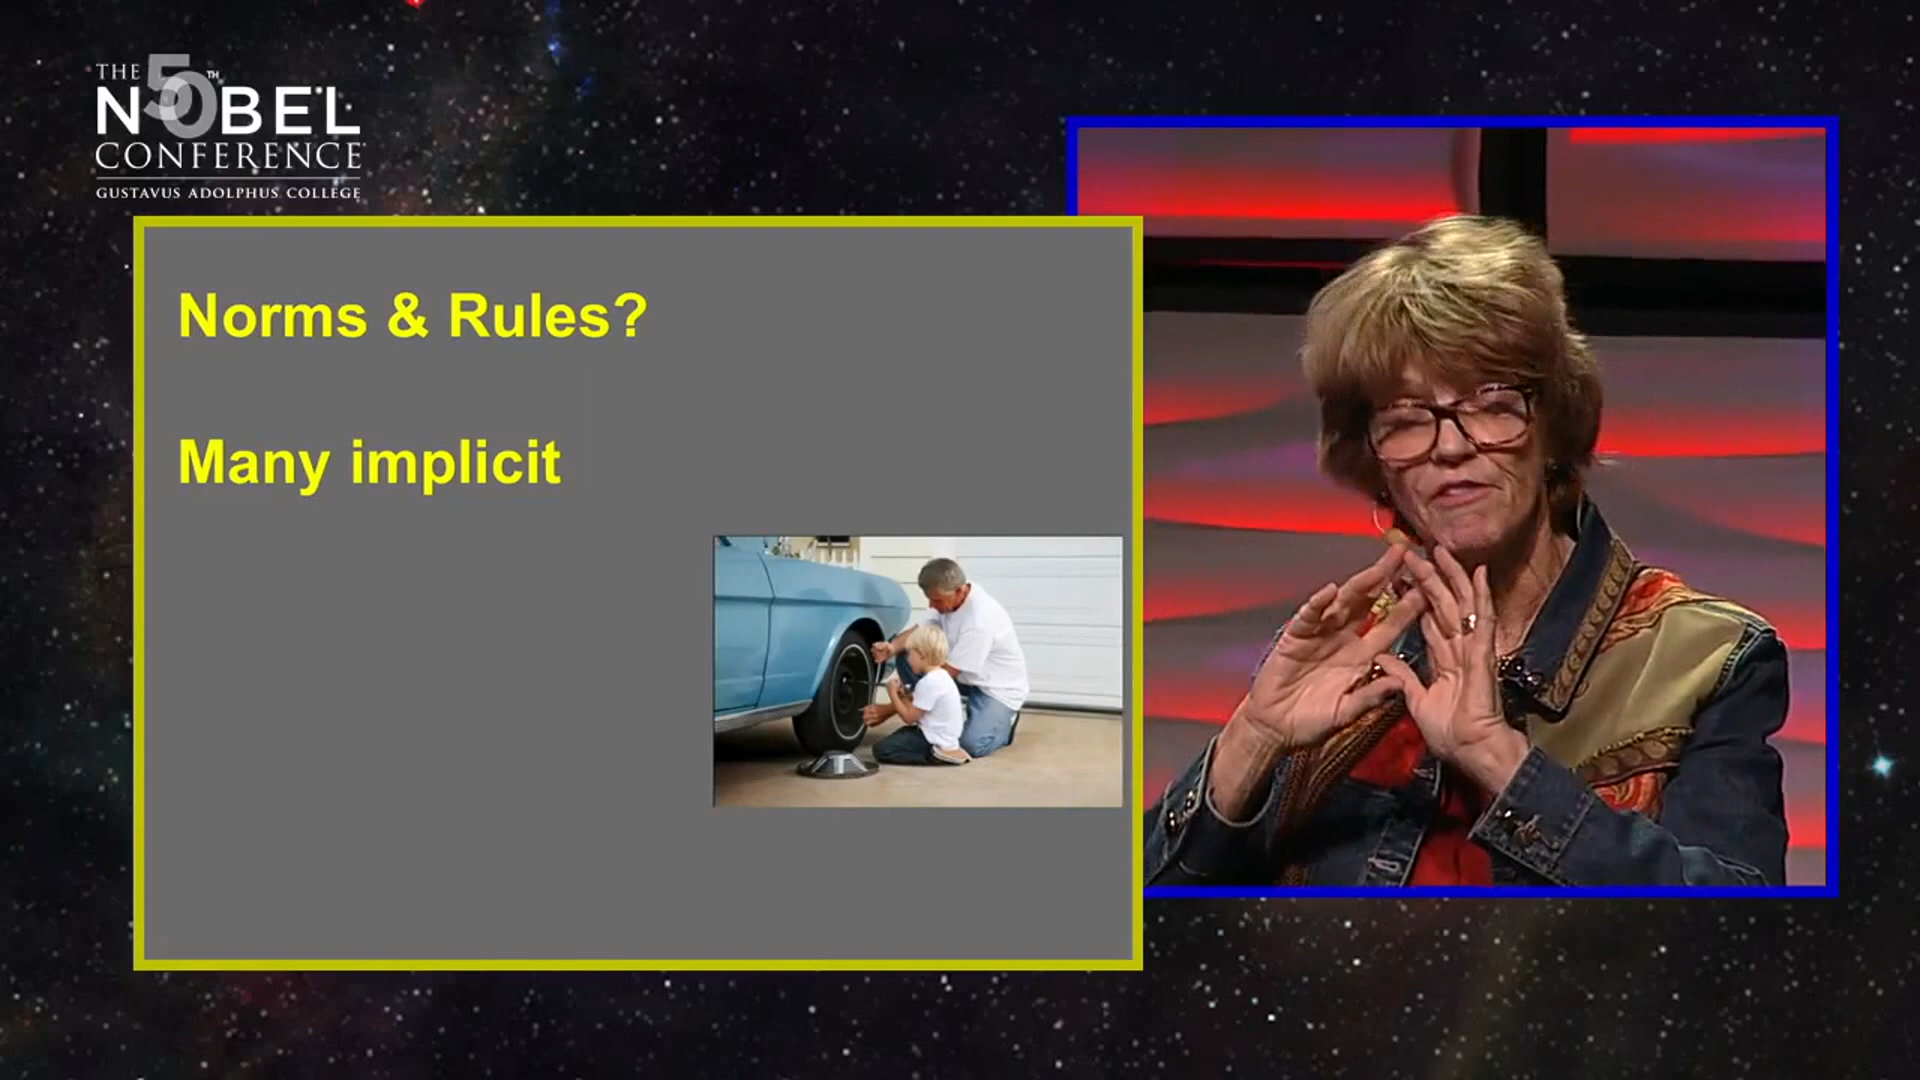 THE 50TH
NOBEL
CONFERENCE
GUSTAVUS ADOLPHUS COLLEGE
Norms & Rules?
Many implicit